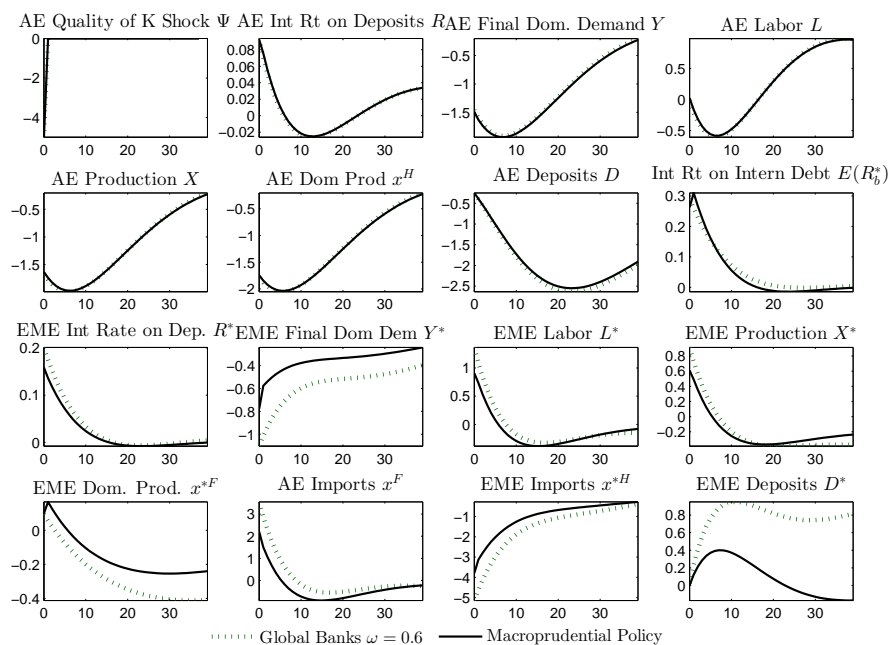 AE Quality of K Shock Ψ AE Int Rt on Deposits R AE Final Dom. Demand Y AE Labor L
0 0.08 −0.5 0.5
−2 0.06 −1 0
−4 0.04 −1.5 −0.5
0.02
0
−0.02
0 10 20 30 0 10 20 30 0 10 20 30 0 10 20 30
AE Production X AE Dom Prod x^H AE Deposits D Int Rt on Intern Debt E(R_b^*)
−0.5 −0.5 −0.5 0.3
−1 −1 −1 0.2
−1.5 −1.5 −1.5 0.1
−2 −2 0
−2.5
0 10 20 30 0 10 20 30 0 10 20 30 0 10 20 30
EME Int Rate on Dep. R^* EME Final Dom Dem Y^* EME Labor L^* EME Production X^*
0.2 −0.4 1 0.8
0.1 −0.6 0 0.6
0 −0.8 0.4
−1 0.2
0
−0.2
0 10 20 30 0 10 20 30 0 10 20 30 0 10 20 30
EME Dom. Prod. x^{*F} AE Imports x^F EME Imports x^{*H} EME Deposits D^*
0 3 −1 0.8
−0.2 2 −2 0.6
−0.4 1 −3 0.4
0 −4 0.2
−5 0
0 10 20 30 0 10 20 30 0 10 20 30 0 10 20 30
Global Banks ω = 0.6 Macroprudential Policy